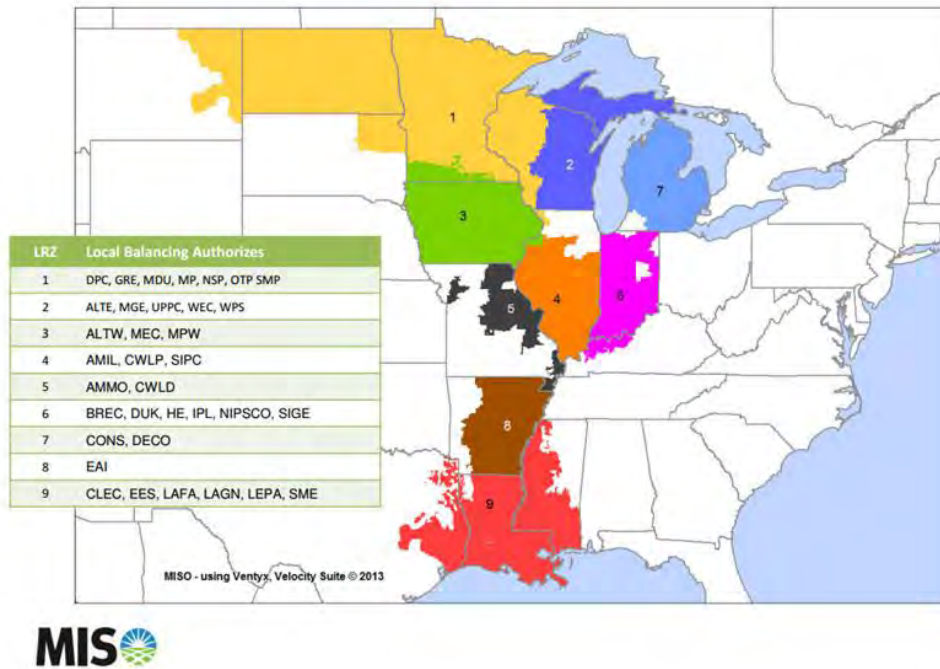 1
2
7
3
4
6
5
8
9
LRZ Local Balancing Authorizes
1 DPC, GRE, MDU, MP, NSP, OTP SMP
2 ALTE, MGE, UPPC, WEC, WPS
3 ALTW, MEC, MPW
4 AMIL, CWLP, SIPC
5 AMMO, CWLD
6 BREC, DUK, HE, IPL, NIPSCO, SIGE
7 CONS, DECO
8 EAI
9 CLEC, EES, LAFA, LAGN, LEPA, SME
MISO - using Ventyx, Velocity Suite © 2013
MISO